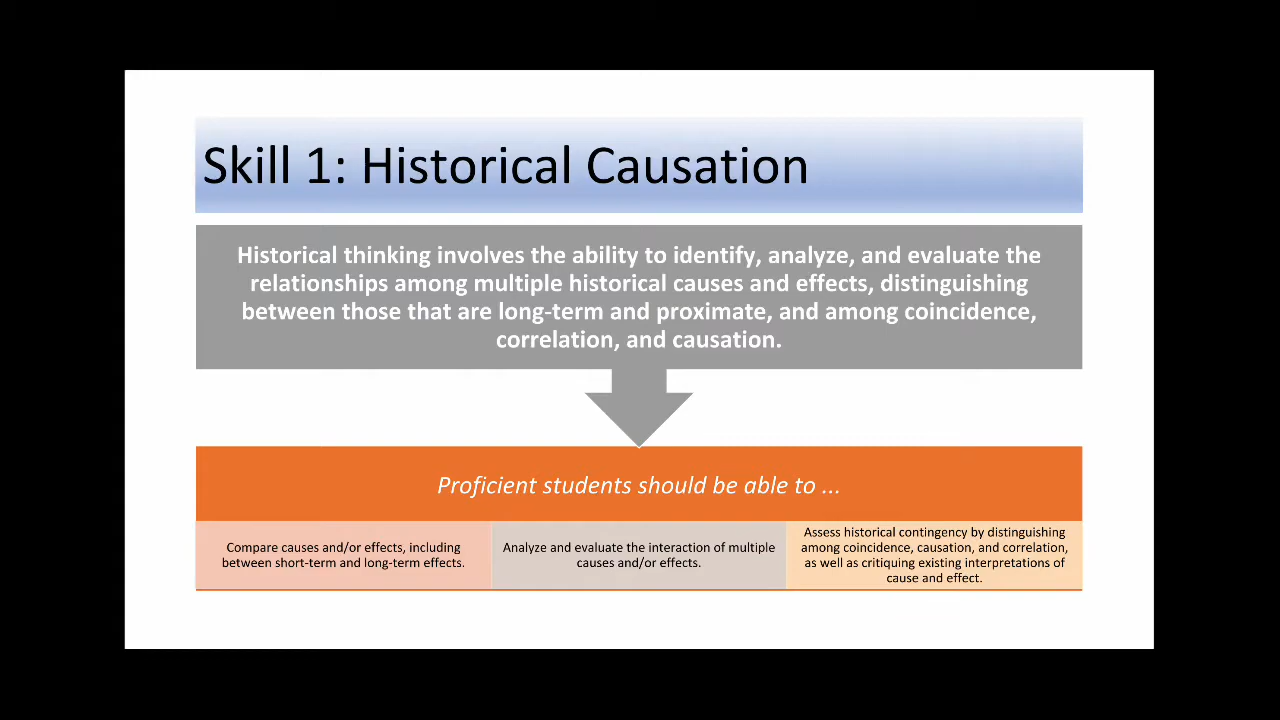 Skill 1: Historical Causation
Historical thinking involves the ability to identify, analyze, and evaluate the
relationships among multiple historical causes and effects, distinguishing
between those that are long-term and proximate, and among coincidence,
correlation, and causation.
Proficient students should be able to ...
Compare causes and/or effects, including
between short-term and long-term effects.
Analyze and evaluate the interaction of multiple
causes and/or effects.
Assess historical contingency by distinguishing
among coincidence, causation, and correlation,
as well as critiquing existing interpretations of
cause and effect.